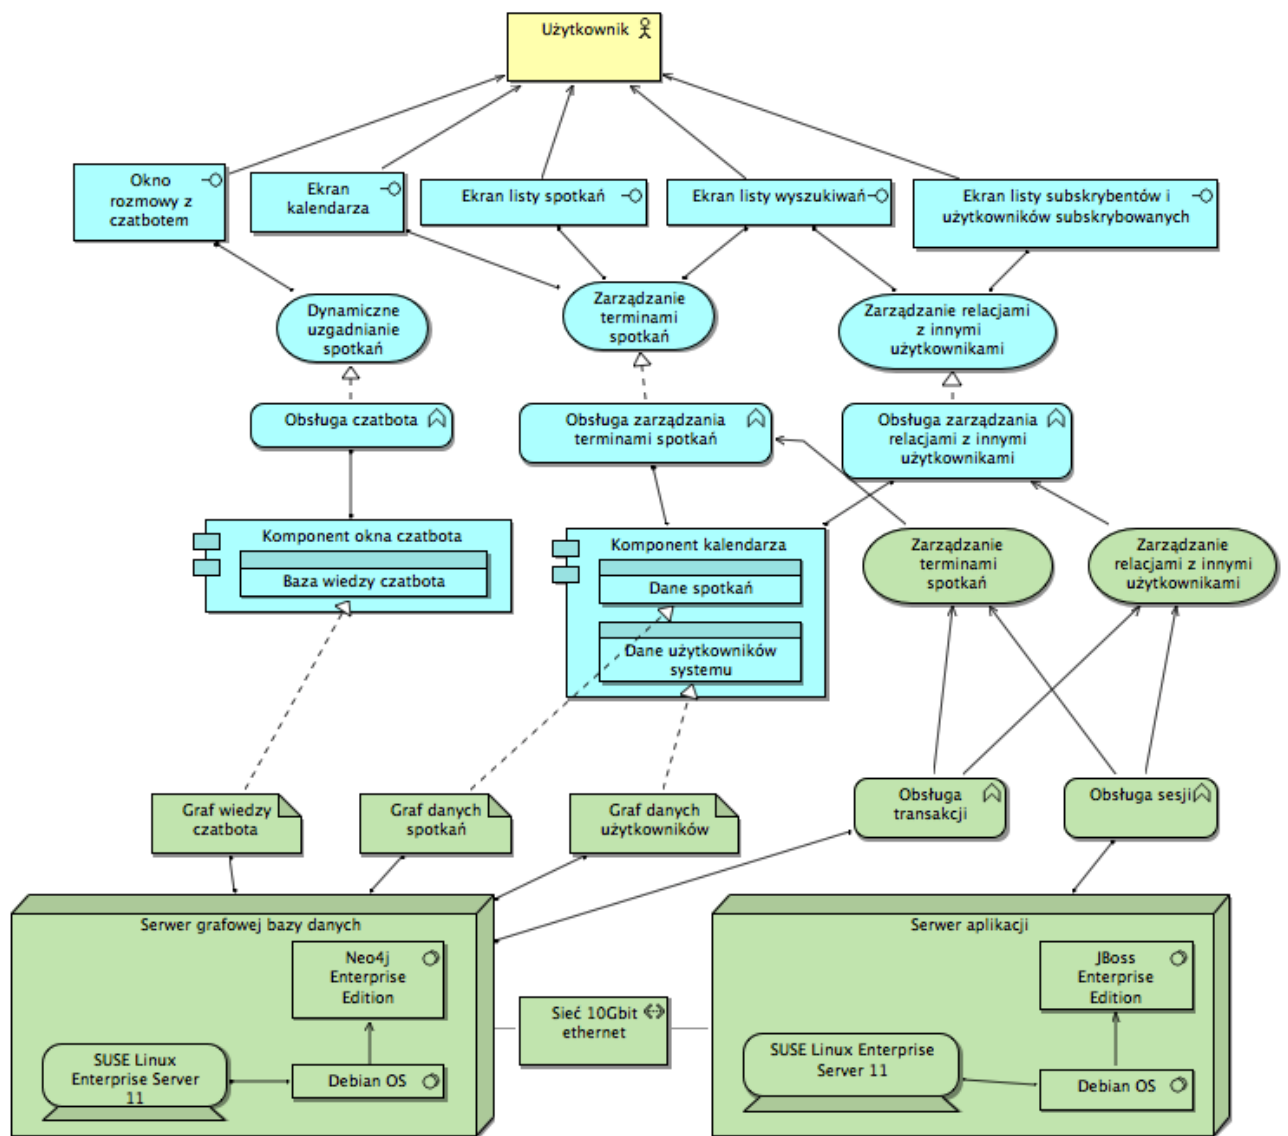 Użytkownik
Okno
rozmowy z
czatbotem
Ekran
kalendarza
Ekran listy spotkań
Ekran listy wyszukiwań
Ekran listy subskrybentów i
użytkowników subskrybowanych
Dynamiczne
uzgadnianie
spotkań
Zarządzanie
terminami
spotkań
Zarządzanie relacjami
z innymi
użytkownikami
Obsługa czatbota
Obsługa zarządzania
terminami spotkań
Obsługa zarządzania
relacjami z innymi
użytkownikami
Komponent okna czatbota
Baza wiedzy czatbota
Komponent kalendarza
Dane spotkań
Dane użytkowników
systemu
Zarządzanie
terminami
spotkań
Zarządzanie
relacjami z innymi
użytkownikami
Graf wiedzy
czatbota
Graf danych
spotkań
Graf danych
użytkowników
Obsługa
transakcji
Obsługa sesji
Serwer grafowej bazy danych
Neo4j
Enterprise
Edition
SUSE Linux
Enterprise Server
11
Debian OS
Sieć 10Gbit
ethernet
Serwer aplikacji
JBoss
Enterprise
Edition
SUSE Linux Enterprise
Server 11
Debian OS